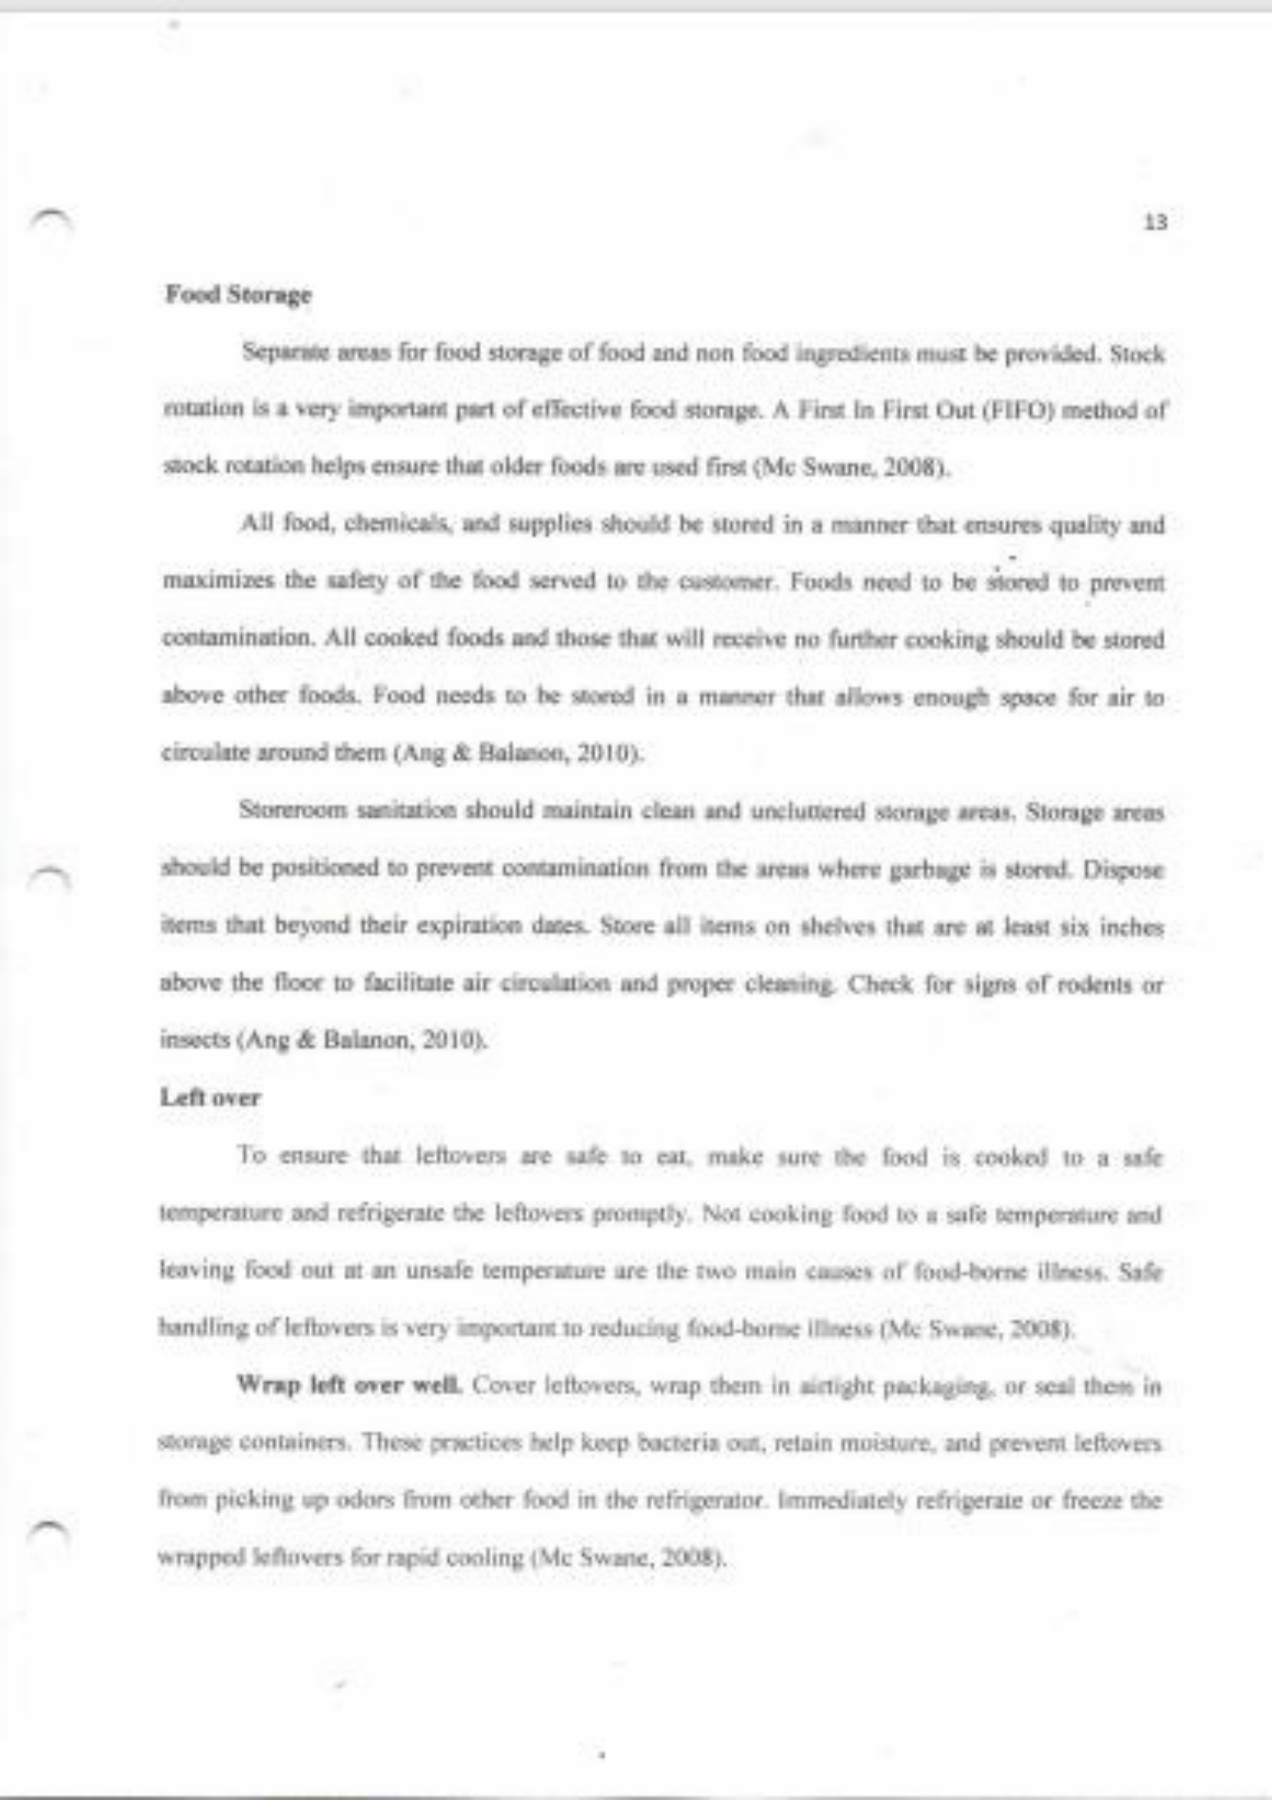 13
Food Storage
Separate areas for food storage of food and non food ingredients must be provided. Stock
rotation is a very important part of effective food storage. A First In First Out (FIFO) method of
stock rotation helps ensure that older foods are used first (Mc Swane, 2008).
All food, chemicals, and supplies should be stored in a manner that ensures quality and
maximizes the safety of the food served to the customer. Foods need to be stored to prevent
contamination. All cooked foods and those that will receive no further cooking should be stored
above other foods. Food needs to be stored in a manner that allows enough space for air to
circulate around them (Ang & Balanon, 2010).
Storeroom sanitation should maintain clean and uncluttered storage areas. Storage areas
should be positioned to prevent contamination from the areas where garbage is stored. Dispose
items that beyond their expiration dates. Store all items on shelves that are at least six inches
above the floor to facilitate air circulation and proper cleaning. Check for signs of rodents or
insects (Ang & Balanon, 2010).
Left over
To ensure that leftovers are safe to eat, make sure the food is cooked to a safe
temperature and refrigerate the leftovers promptly. Not cooking food to a safe temperature and
leaving food out at an unsafe temperature are the two main causes of food-borne illness. Safe
handling of leftovers is very important to reducing food-borne illness (Mc Swane, 2008).
Wrap left over well. Cover leftovers, wrap them in airtight packaging, or seal them in
storage containers. These practices help keep bacteria out, retain moisture, and prevent leftovers
from picking up odors from other food in the refrigerator. Immediately refrigerate or freeze the
wrapped leftovers for rapid cooling (Mc Swane, 2008).